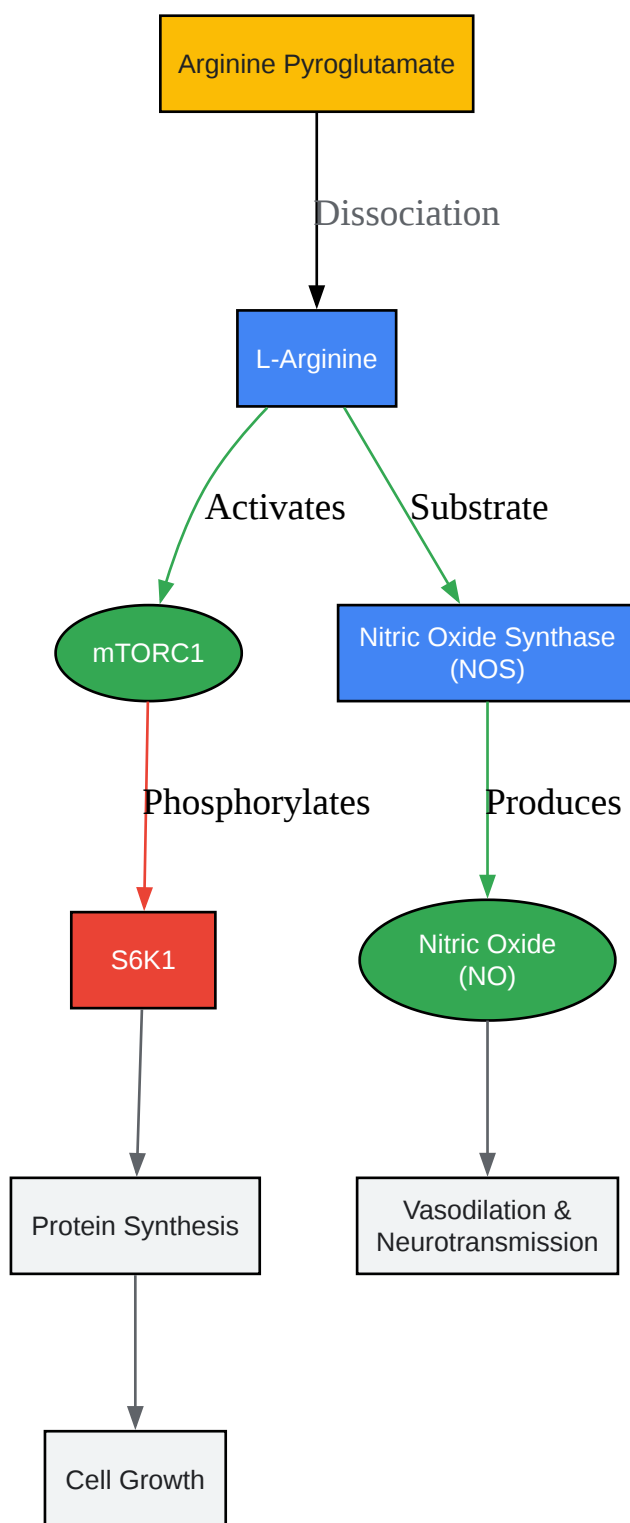 Arginine Pyroglutamate
Dissociation
L-Arginine
Activates
Substrate
mTORC1
Nitric Oxide Synthase
(NOS)
Phosphorylates
Produces
S6K1
Nitric Oxide
(NO)
Protein Synthesis
Vasodilation &
Neurotransmission
Cell Growth